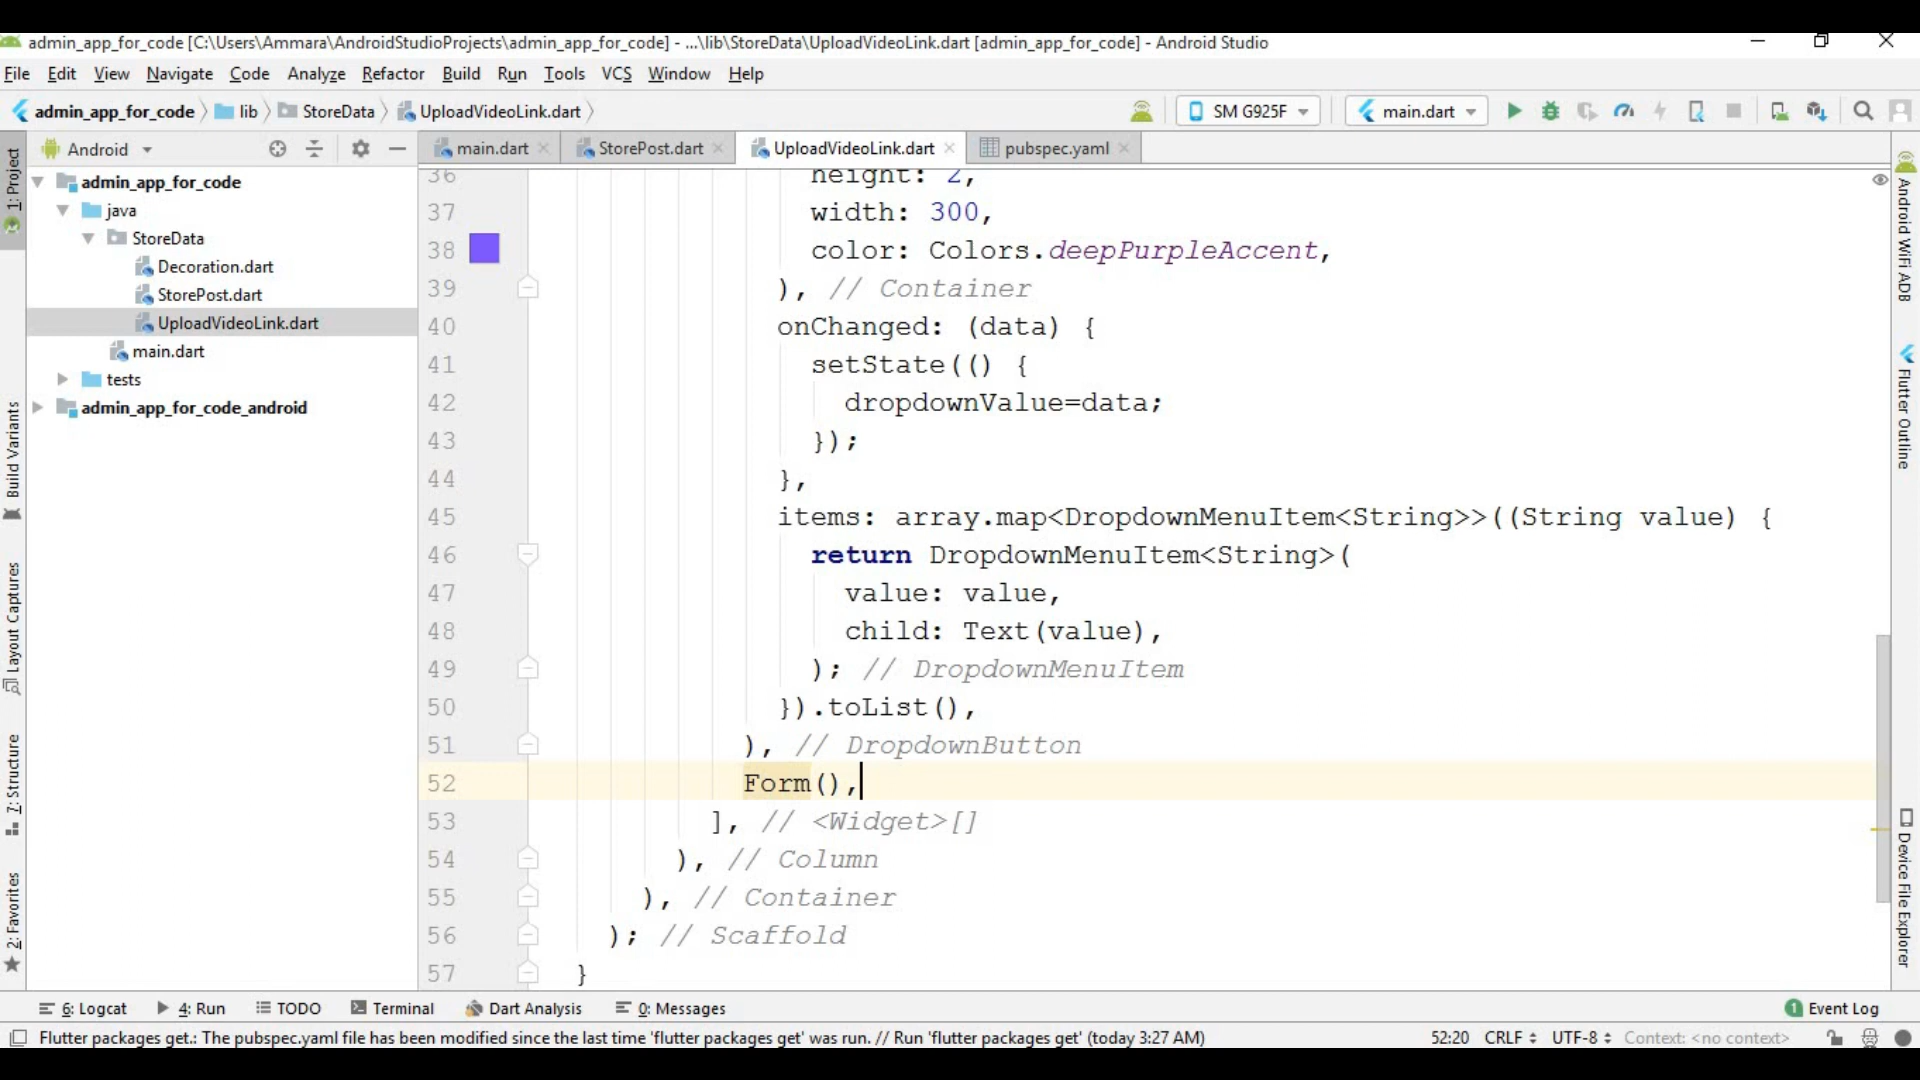 admin_app_for_code [C:\Users\Ammara\AndroidStudioProjects\admin_app_for_code] - ...\lib\StoreData\UploadVideoLink.dart [admin_app_for_code] - Android Studio
File Edit View Navigate Code Analyze Refactor Build Run Tools VCS Window Help
admin_app_for_code lib StoreData UploadVideoLink.dart SM G925F main.dart
Android main.dart StorePost.dart UploadVideoLink.dart pubspec.yaml
1: Project
Build Variants
Layout Captures
7: Structure
2: Favorites
admin_app_for_code
java
StoreData
Decoration.dart
StorePost.dart
UploadVideoLink.dart
main.dart
tests
admin_app_for_code_android
36 height: 2,
37 width: 300,
38 color: Colors.deepPurpleAccent,
39 ), // Container
40 onChanged: (data) {
41 setState(() {
42 dropdownValue=data;
43 });
44 },
45 items: array.map<DropdownMenuItem<String>>((String value) {
46 return DropdownMenuItem<String>(
47 value: value,
48 child: Text(value),
49 ); // DropdownMenuItem
50 }).toList(),
51 ), // DropdownButton
52 Form(),
53 ], // <Widget>[]
54 ), // Column
55 ), // Container
56 ); // Scaffold
57 }
Android WiFi ADB
Flutter Outline
Device File Explorer
6: Logcat 4: Run TODO Terminal Dart Analysis 0: Messages 1 Event Log
Flutter packages get.: The pubspec.yaml file has been modified since the last time 'flutter packages get' was run. // Run 'flutter packages get' (today 3:27 AM) 52:20 CRLF UTF-8 Context: <no context>